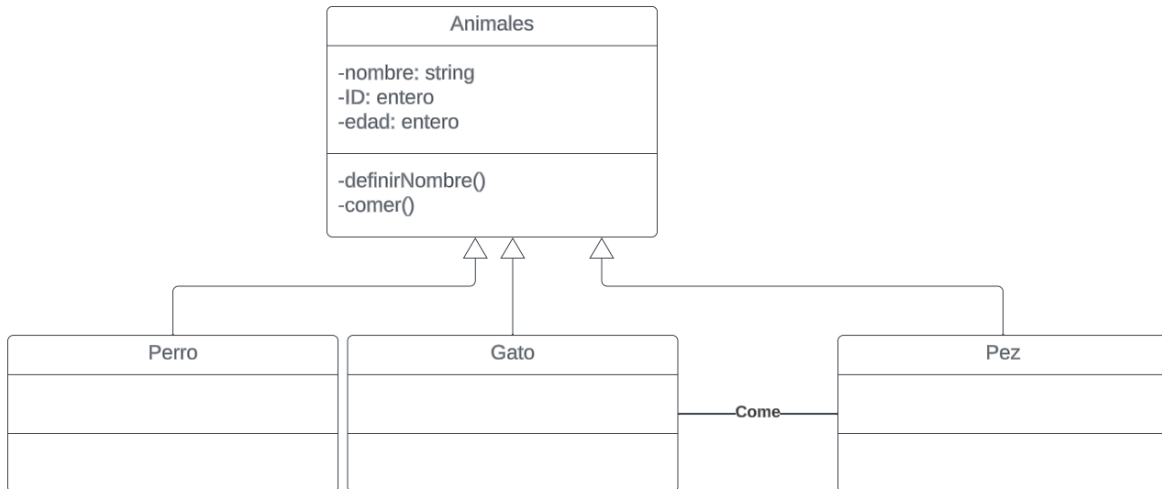 Animales
-nombre: string
-ID: entero
-edad: entero
-definirNombre()
-comer()
Perro
Gato
Pez
Come